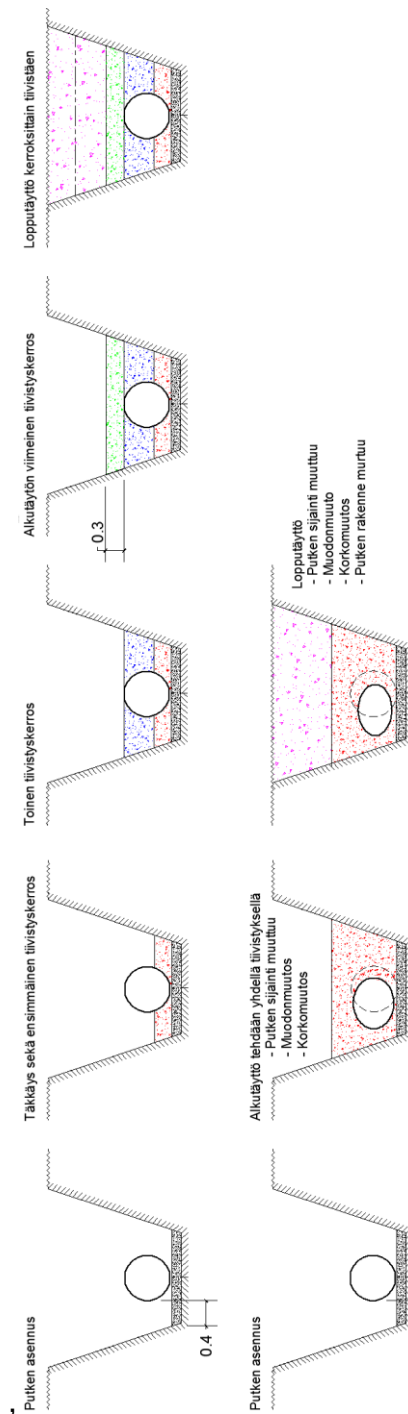 Putken asennus
0.4
Täkkäys sekä ensimmäinen tiivistyskerros
Toinen tiivistyskerros
Alkutäytön viimeinen tiivistyskerros
0.3
Lopputäyttö kerroksittain tiivistäen
Putken asennus
Alkutäyttö tehdään yhdellä tiivistyksellä
- Putken sijainti muuttuu
- Muodonmuutos
- Korkomuutos
Lopputäyttö
- Putken sijainti muuttuu
- Muodonmuuto
- Korkomuutos
- Putken rakenne murtuu